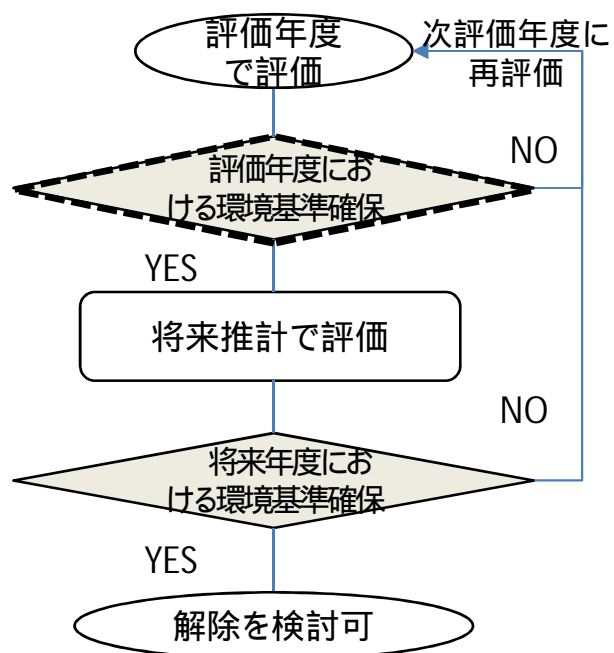 評価年度
で評価
次評価年度に
再評価
NO
評価年度にお
ける環境基準確保
YES
将来推計で評価
NO
将来年度にお
ける環境基準確保
YES
解除を検討可